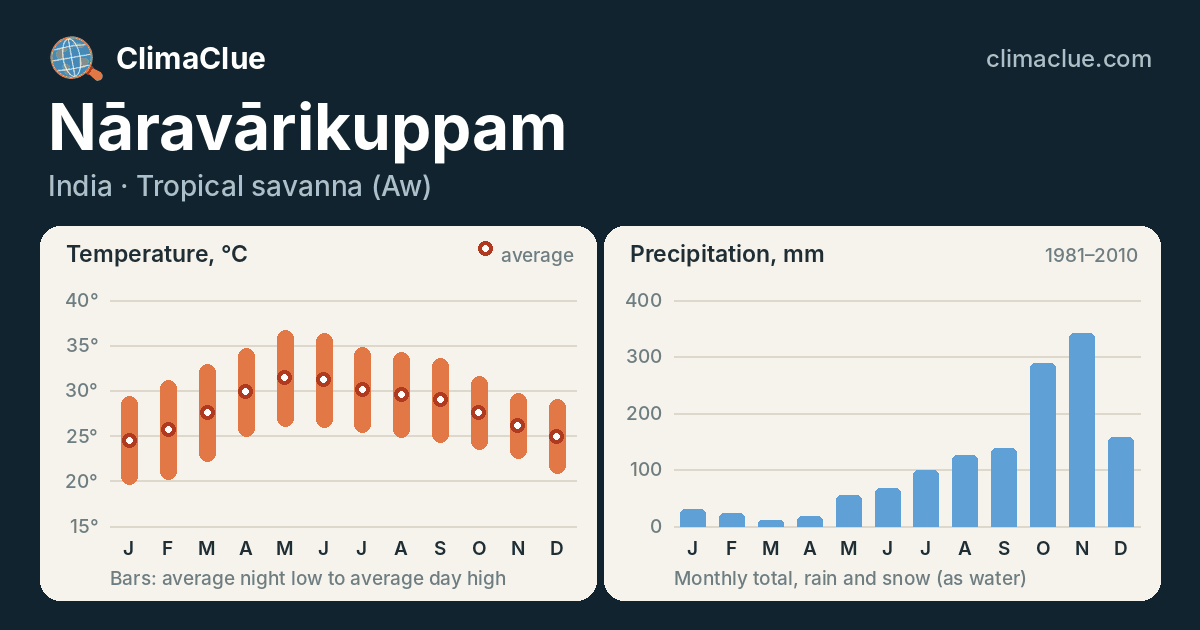 ClimaClue
climaclue.com
Nāravārikuppam
India · Tropical savanna (Aw)
Temperature, °C
average
40°
35°
30°
25°
20°
15°
J F M A M J J A S O N D
Bars: average night low to average day high
Precipitation, mm
1981–2010
400
300
200
100
0
J F M A M J J A S O N D
Monthly total, rain and snow (as water)